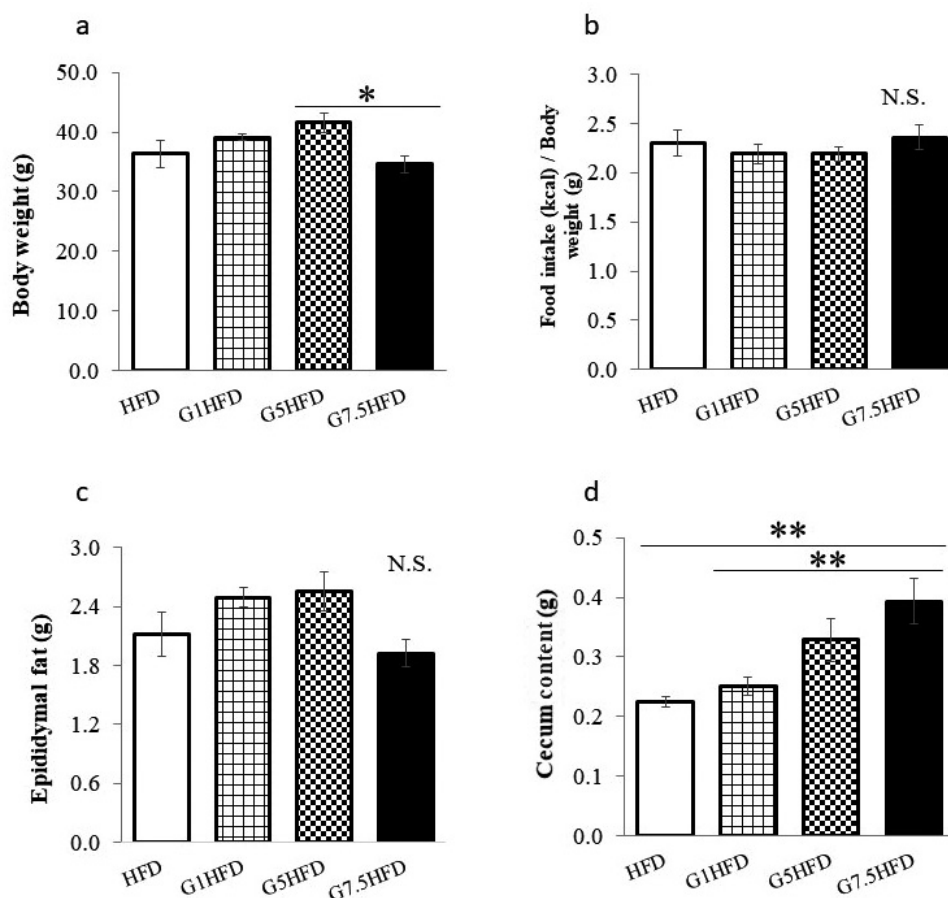 a
50.0
40.0
30.0
20.0
10.0
0.0
Body weight (g)
*
HFD
G1HFD
G5HFD
G7.5HFD
b
3.0
2.5
2.0
1.5
1.0
0.5
0.0
Food intake (kcal) / Body
weight (g)
N.S.
HFD
G1HFD
G5HFD
G7.5HFD
c
3.0
2.4
1.8
1.2
0.6
0.0
Epididymal fat (g)
N.S.
HFD
G1HFD
G5HFD
G7.5HFD
d
0.5
0.4
0.3
0.2
0.1
0.0
Cecum content (g)
**
**
HFD
G1HFD
G5HFD
G7.5HFD